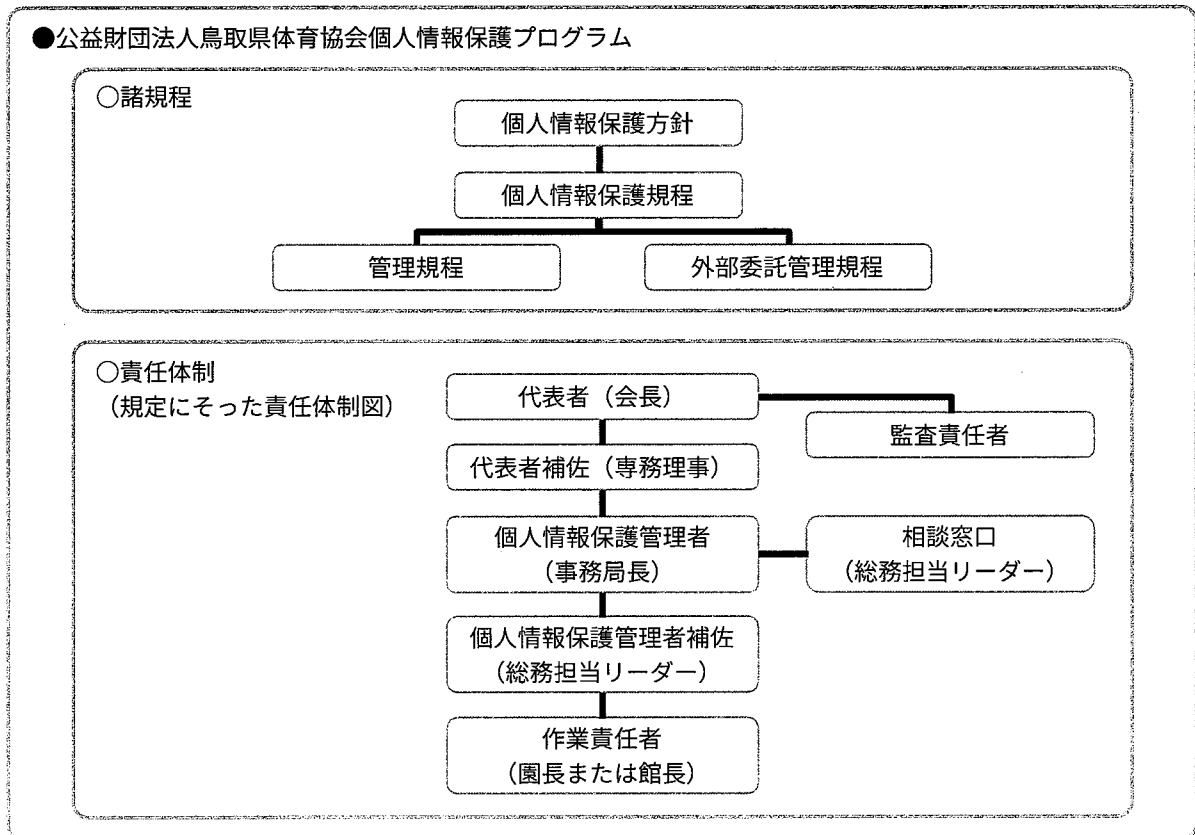 ●公益財団法人鳥取県体育協会個人情報保護プログラム
○諸規程
個人情報保護方針
個人情報保護規程
管理規程
外部委託管理規程
○責任体制
（規定にそった責任体制図）
代表者（会長）
監査責任者
代表者補佐（専務理事）
個人情報保護管理者
（事務局長）
相談窓口
（総務担当リーダー）
個人情報保護管理者補佐
（総務担当リーダー）
作業責任者
（園長または館長）